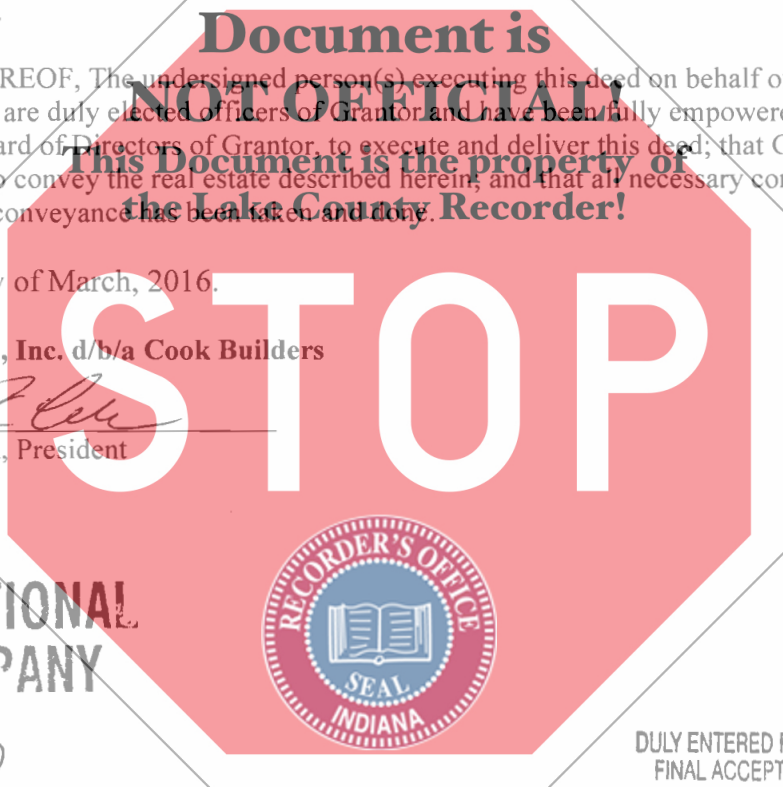 Document is
REOF, The undersigned person(s) executing this deed on behalf o
NOT OFFICIAL!
are duly elected officers of Grantor and have been fully empowere
This Document is the property of
ard of Directors of Grantor, to execute and deliver this deed; that
o convey the real estate described herein; and that all necessary co
the Lake County Recorder!
conveyance has been taken and done.
of March, 2016.
STOP
, Inc. d/b/a Cook Builders
, President
RECORDER'S OFFICE
SEAL
INDIANA
TIONAL
PANY
DULY ENTERED
FINAL ACCEPT